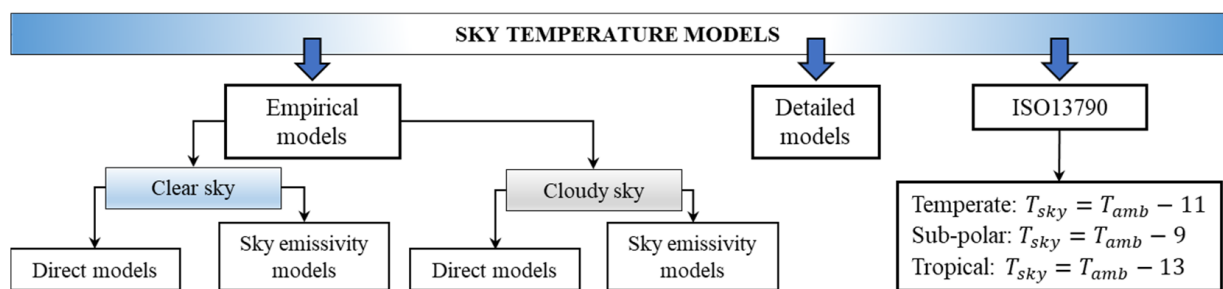 SKY TEMPERATURE MODELS
Empirical
models
Detailed
models
ISO13790
Clear sky
Cloudy sky
Direct models
Sky emissivity
models
Direct models
Sky emissivity
models
Temperate: T_sky = T_amb − 11
Sub-polar: T_sky = T_amb − 9
Tropical: T_sky = T_amb − 13